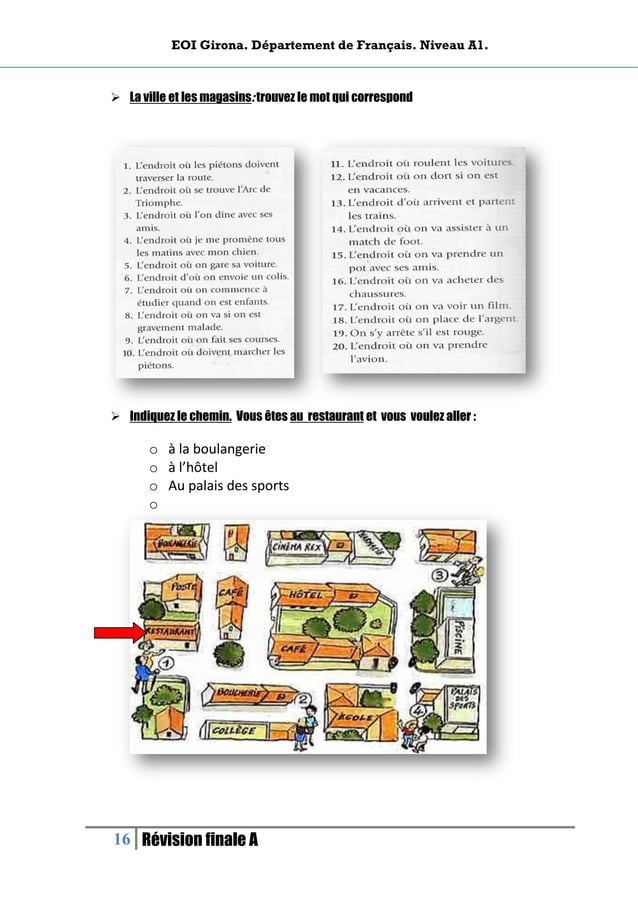 EOI Girona. Département de Français. Niveau A1.
➢ La ville et les magasins: trouvez le mot qui correspond
1. L'endroit où les piétons doivent
traverser la route.
2. L'endroit où se trouve l'Arc de
Triomphe.
3. L'endroit où l'on dîne avec ses
amis.
4. L'endroit où je me promène tous
les matins avec mon chien.
5. L'endroit où on gare sa voiture.
6. L'endroit d'où on envoie un colis.
7. L'endroit où on commence à
étudier quand on est enfants.
8. L'endroit où on va si on est
gravement malade.
9. L'endroit où on fait ses courses.
10. L'endroit où doivent marcher les
piétons.
11. L'endroit où roulent les voitures.
12. L'endroit où on dort si on est
en vacances.
13. L'endroit d'où arrivent et partent
les trains.
14. L'endroit où on va assister à un
match de foot.
15. L'endroit où on va prendre un
pot avec ses amis.
16. L'endroit où on va acheter des
chaussures.
17. L'endroit où on va voir un film.
18. L'endroit où on place de l'argent.
19. On s'y arrête s'il est rouge.
20. L'endroit où on va prendre
l'avion.
➢ Indiquez le chemin. Vous êtes au restaurant et vous voulez aller :
o à la boulangerie
o à l'hôtel
o Au palais des sports
o
BOULANGERIE
CINÉMA REX
POSTE
CAFÉ
HÔTEL
3
RESTAURANT
PISCINE
1
CAFÉ
BOUCHERIE
2
PALAIS
DES
SPORTS
COLLÈGE
ÉCOLE
4
16 Révision finale A